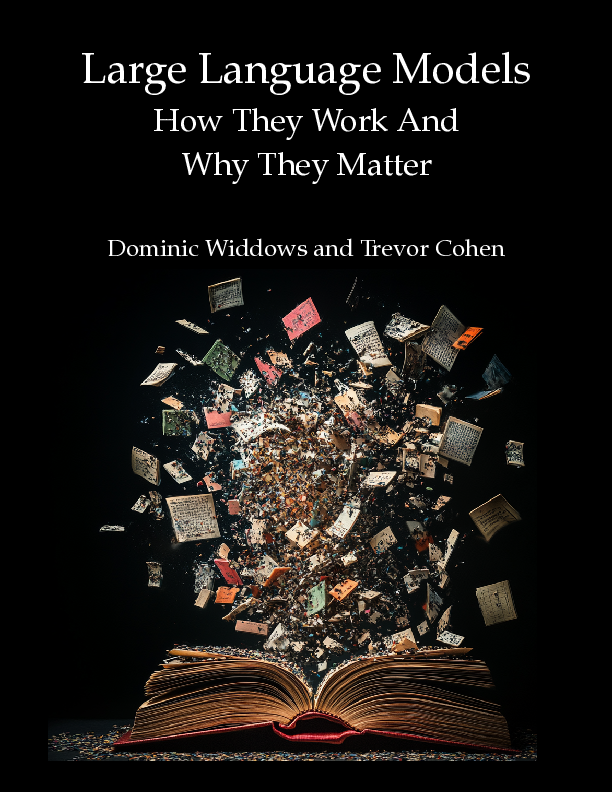 Large Language Models
How They Work And
Why They Matter
Dominic Widdows and Trevor Cohen